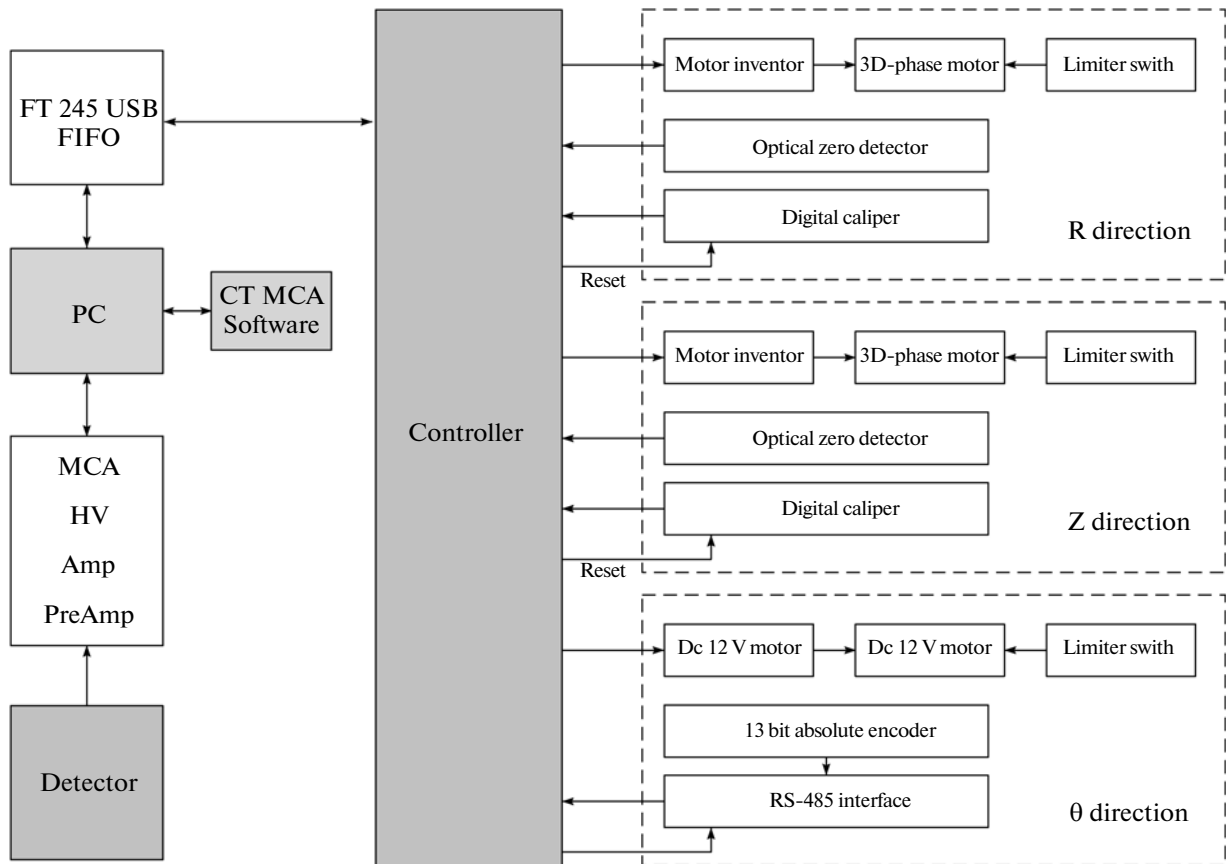 FT 245 USB
FIFO
PC
CT MCA
Software
MCA
HV
Amp
PreAmp
Detector
Controller
Motor inventor
3D-phase motor
Limiter swith
Optical zero detector
Digital caliper
Reset
R direction
Motor inventor
3D-phase motor
Limiter swith
Optical zero detector
Digital caliper
Reset
Z direction
Dc 12 V motor
Dc 12 V motor
Limiter swith
13 bit absolute encoder
RS-485 interface
θ direction